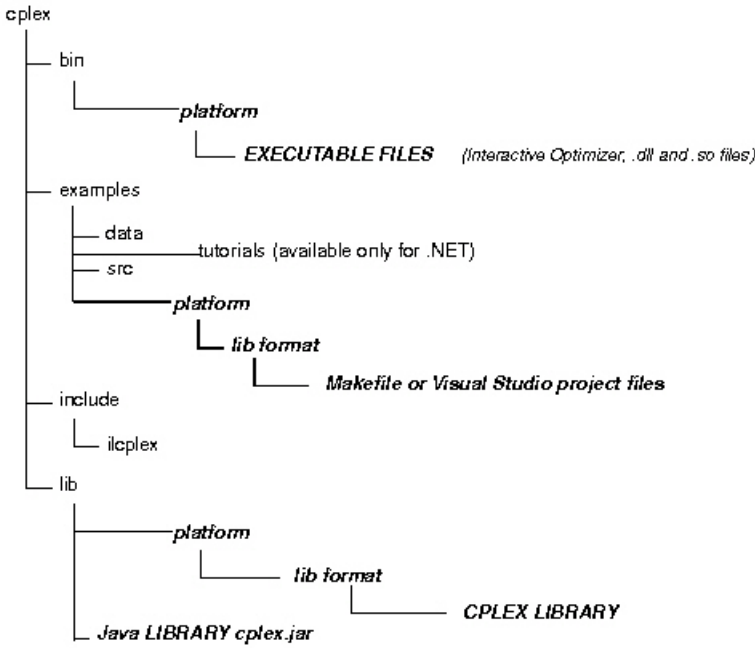 cplex
bin
platform
EXECUTABLE FILES (Interactive Optimizer, .dll and .so files)
examples
data
tutorials (available only for .NET)
src
platform
lib format
Makefile or Visual Studio project files
include
ilcplex
lib
platform
lib format
CPLEX LIBRARY
Java LIBRARY cplex.jar